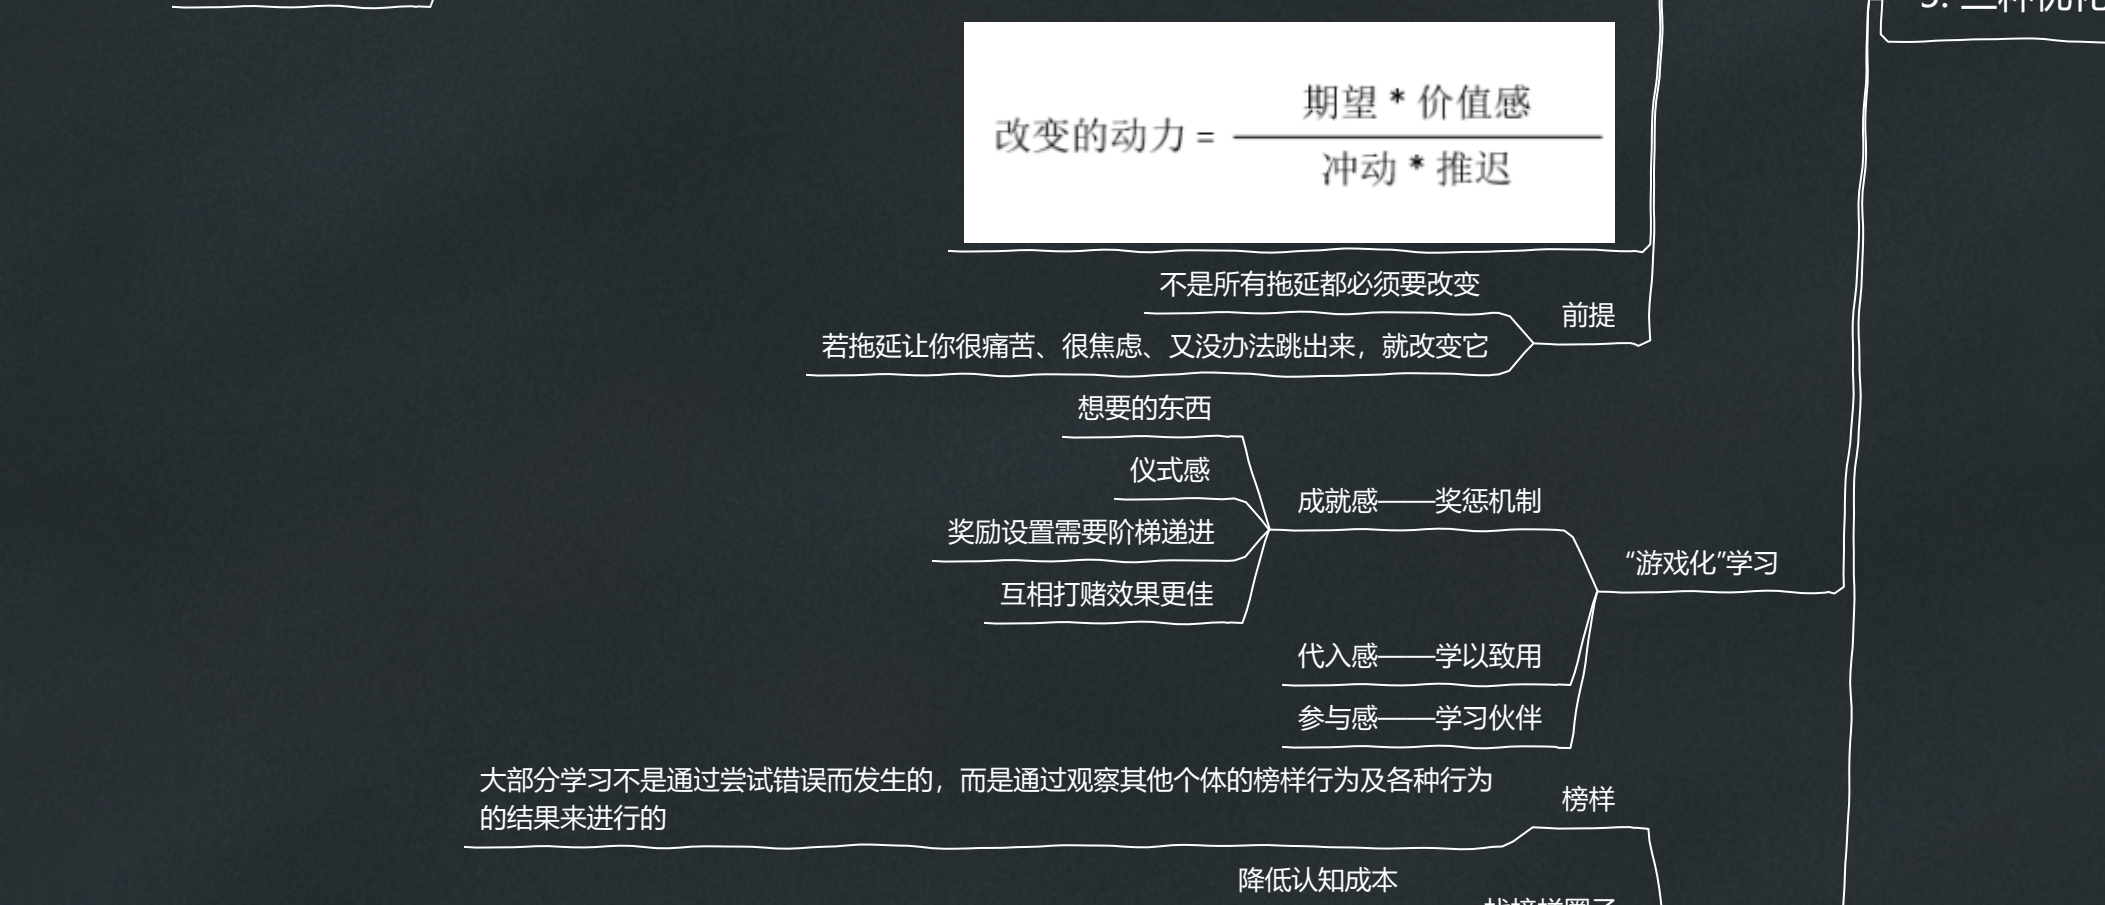 改变的动力 = 期望 * 价值感
冲动 * 推迟
不是所有拖延都必须要改变
前提
若拖延让你很痛苦、很焦虑、又没办法跳出来，就改变它
想要的东西
仪式感
成就感——奖惩机制
奖励设置需要阶梯递进
“游戏化”学习
互相打赌效果更佳
代入感——学以致用
参与感——学习伙伴
大部分学习不是通过尝试错误而发生的，而是通过观察其他个体的榜样行为及各种行为
的结果来进行的
榜样
降低认知成本